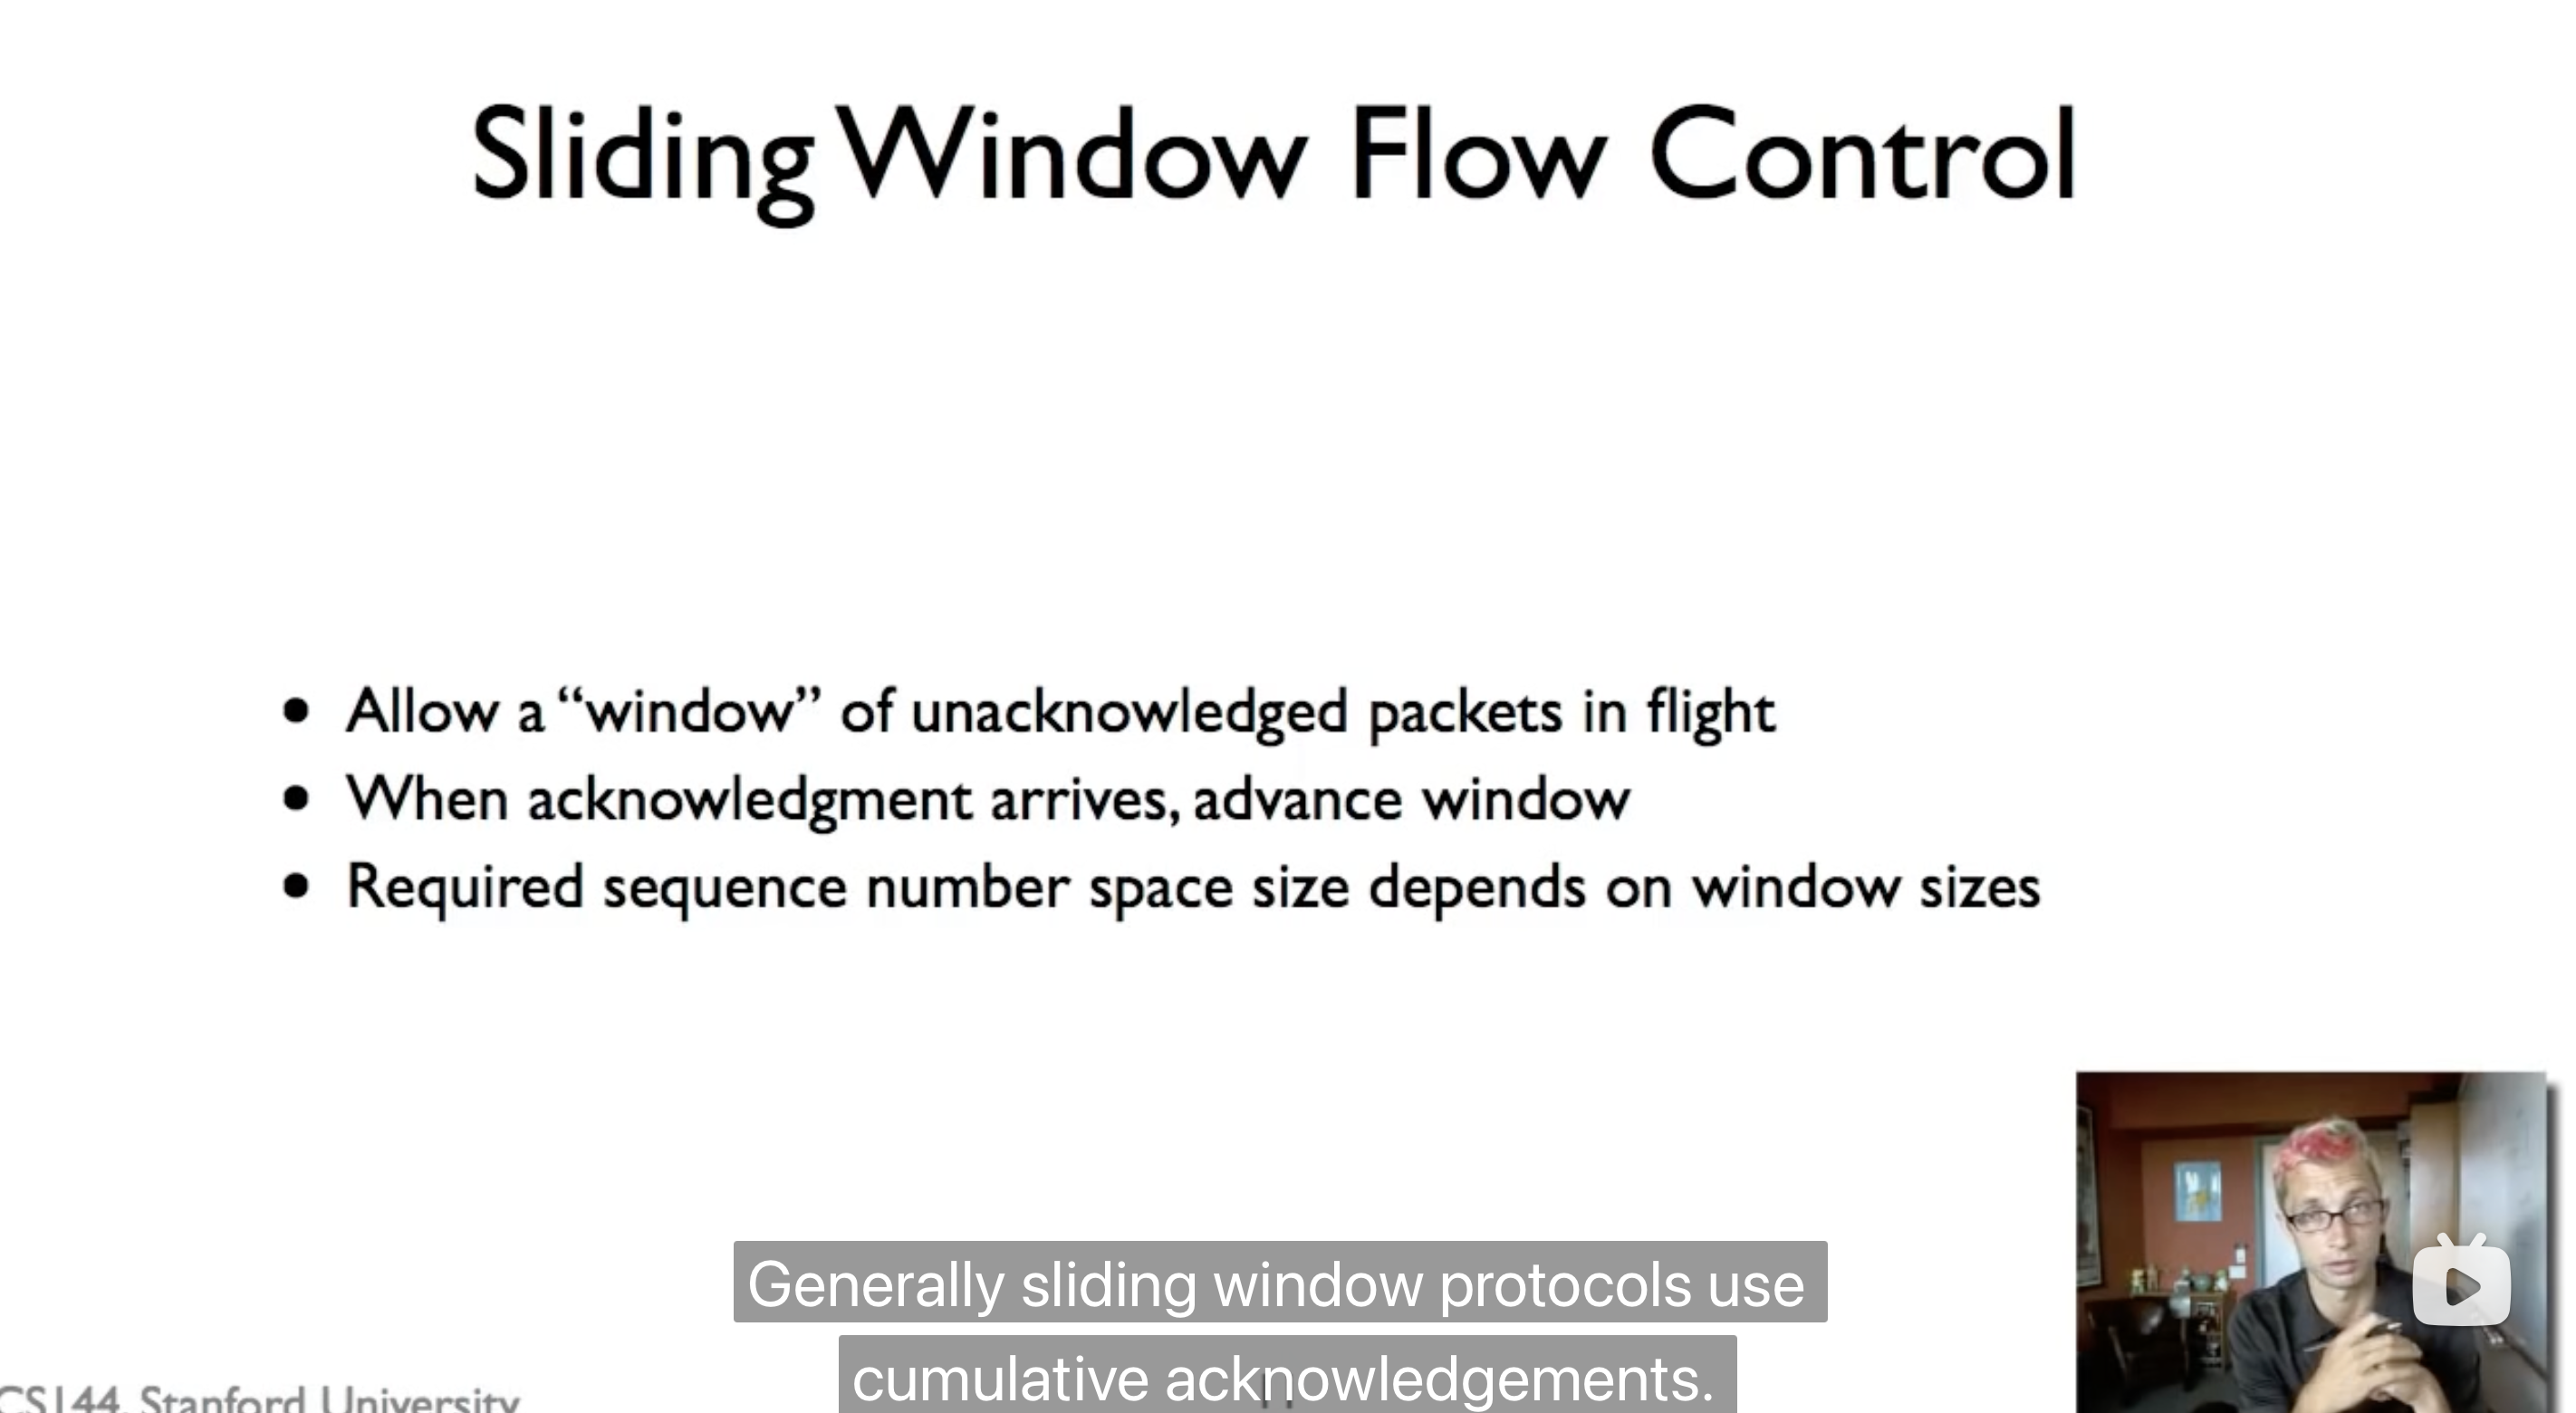 Sliding Window Flow Control
• Allow a “window” of unacknowledged packets in flight
• When acknowledgment arrives, advance window
• Required sequence number space size depends on window sizes
Generally sliding window protocols use
cumulative acknowledgements.
CS144, Stanford University